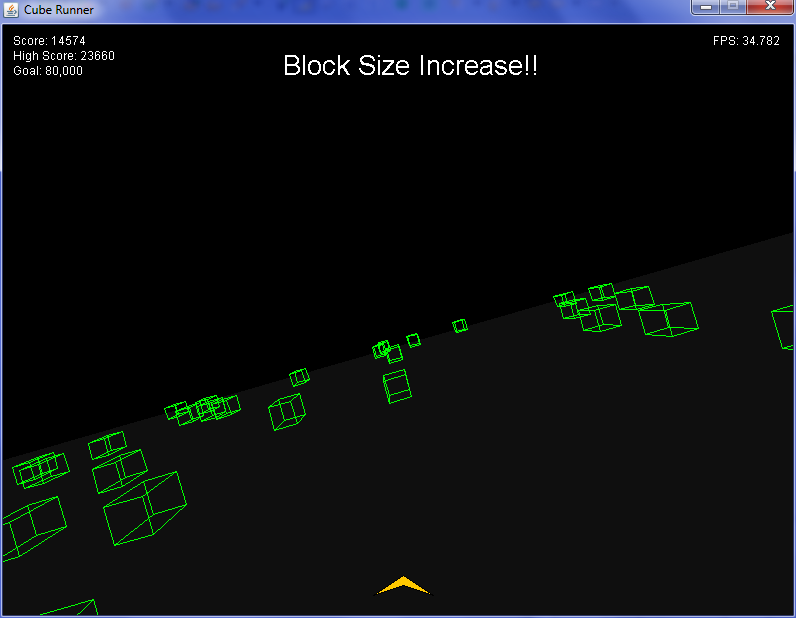 Cube Runner
Score: 14574
High Score: 23660
Goal: 80,000
Block Size Increase!!
FPS: 34.782